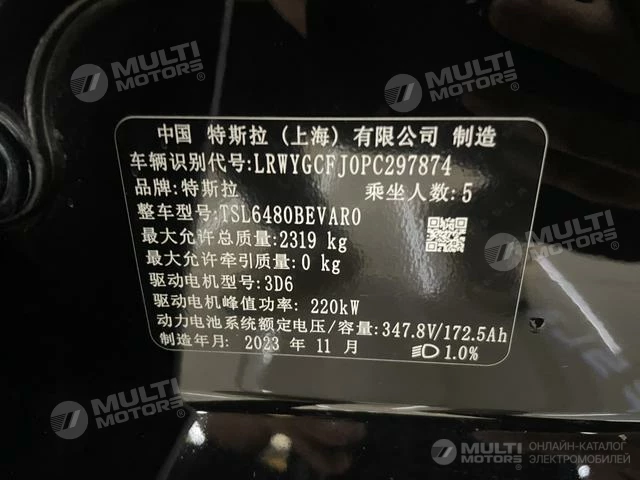 MULTI MOTORS
MULTI MOTORS
中国 特斯拉（上海）有限公司 制造
车辆识别代号:LRWYGCFJ0PC297874
品牌:特斯拉 乘坐人数:5
整车型号:TSL6480BEVAR0
最大允许总质量:2319 kg
最大允许牵引质量:0 kg
驱动电机型号:3D6
驱动电机峰值功率: 220kW
动力电池系统额定电压/容量:347.8V/172.5Ah
制造年月: 2023 年 11 月 1.0%
MULTI MOTORS
MULTI MOTORS
MULTI MOTORS
ОНЛАЙН-КАТАЛОГ
ЭЛЕКТРОМОБИЛЕЙ